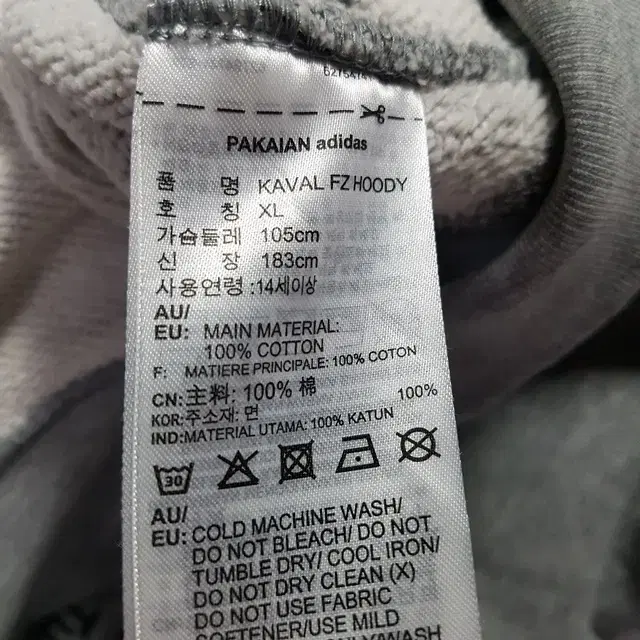 PAKAIAN adidas
품 명 KAVAL FZ HOODY
호 칭 XL
가슴둘레 105cm
신 장 183cm
사용연령 :14세이상
AU/
EU: MAIN MATERIAL:
100% COTTON
F: MATIERE PRINCIPALE: 100% COTON
CN: 主料: 100% 棉
KOR: 주소재: 면 100%
IND: MATERIAL UTAMA: 100% KATUN
30
AU/
EU: COLD MACHINE WASH/
DO NOT BLEACH/ DO NOT
TUMBLE DRY/ COOL IRON/
DO NOT DRY CLEAN (X)
DO NOT USE FABRIC
SOFTENER/USE MILD